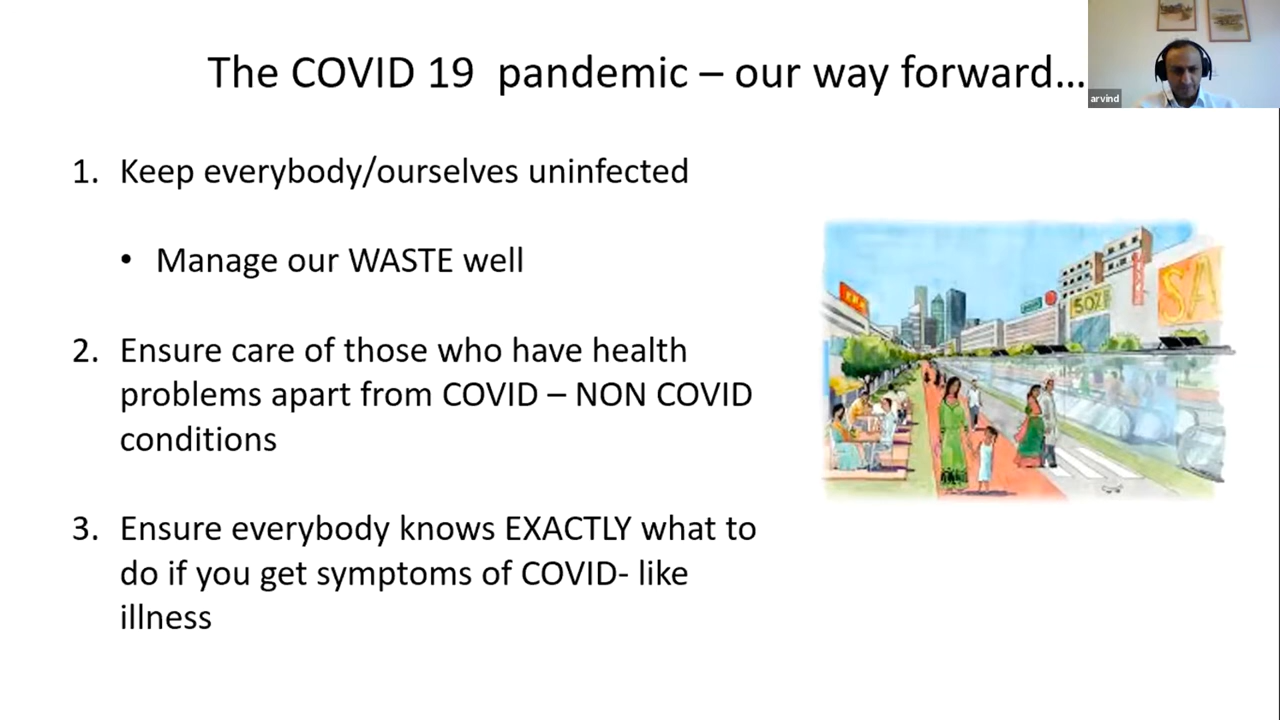 The COVID 19 pandemic – our way forward...
arvind
1. Keep everybody/ourselves uninfected
• Manage our WASTE well
2. Ensure care of those who have health
problems apart from COVID – NON COVID
conditions
3. Ensure everybody knows EXACTLY what to
do if you get symptoms of COVID- like
illness
SA